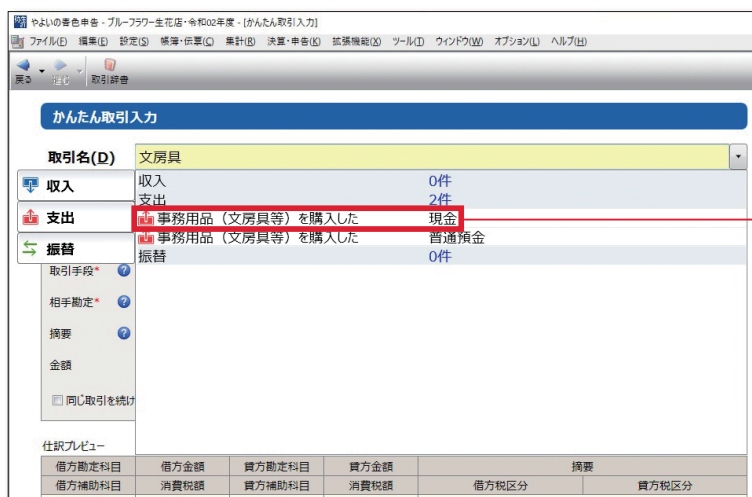 やよいの青色申告 - ブルーフラワー生花店・令和02年度 - [かんたん取引入力]
ファイル(F) 編集(E) 設定(S) 帳簿・伝票(C) 集計(R) 決算・申告(K) 拡張機能(X) ツール(T) ウィンドウ(W) オプション(L) ヘルプ(H)
戻る 進む 取引辞書
かんたん取引入力
取引名(D) 文房具
収入
支出
振替
収入 0件
支出 2件
事務用品（文房具等）を購入した 現金
事務用品（文房具等）を購入した 普通預金
振替 0件
取引手段*
相手勘定*
摘要
金額
同じ取引を続け
仕訳プレビュー
借方勘定科目 借方金額 貸方勘定科目 貸方金額 摘要
借方補助科目 消費税額 貸方補助科目 消費税額 借方税区分 貸方税区分